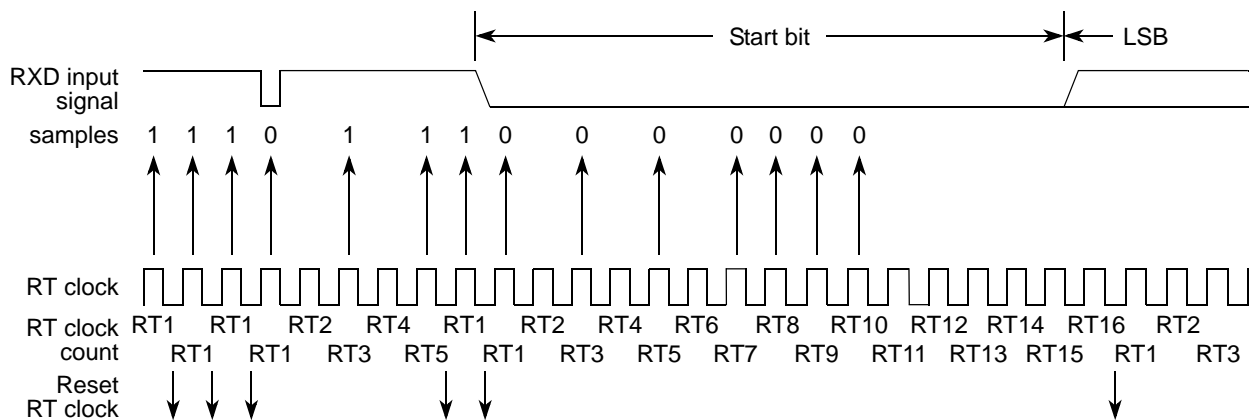 Start bit LSB
RXD input
signal
samples 1 1 1 0 1 1 1 0 0 0 0 0 0 0
RT clock
RT clock
count
RT1 RT1 RT2 RT4 RT1 RT2 RT4 RT6 RT8 RT10 RT12 RT14 RT16 RT2
RT1 RT1 RT3 RT5 RT1 RT3 RT5 RT7 RT9 RT11 RT13 RT15 RT1 RT3
Reset
RT clock